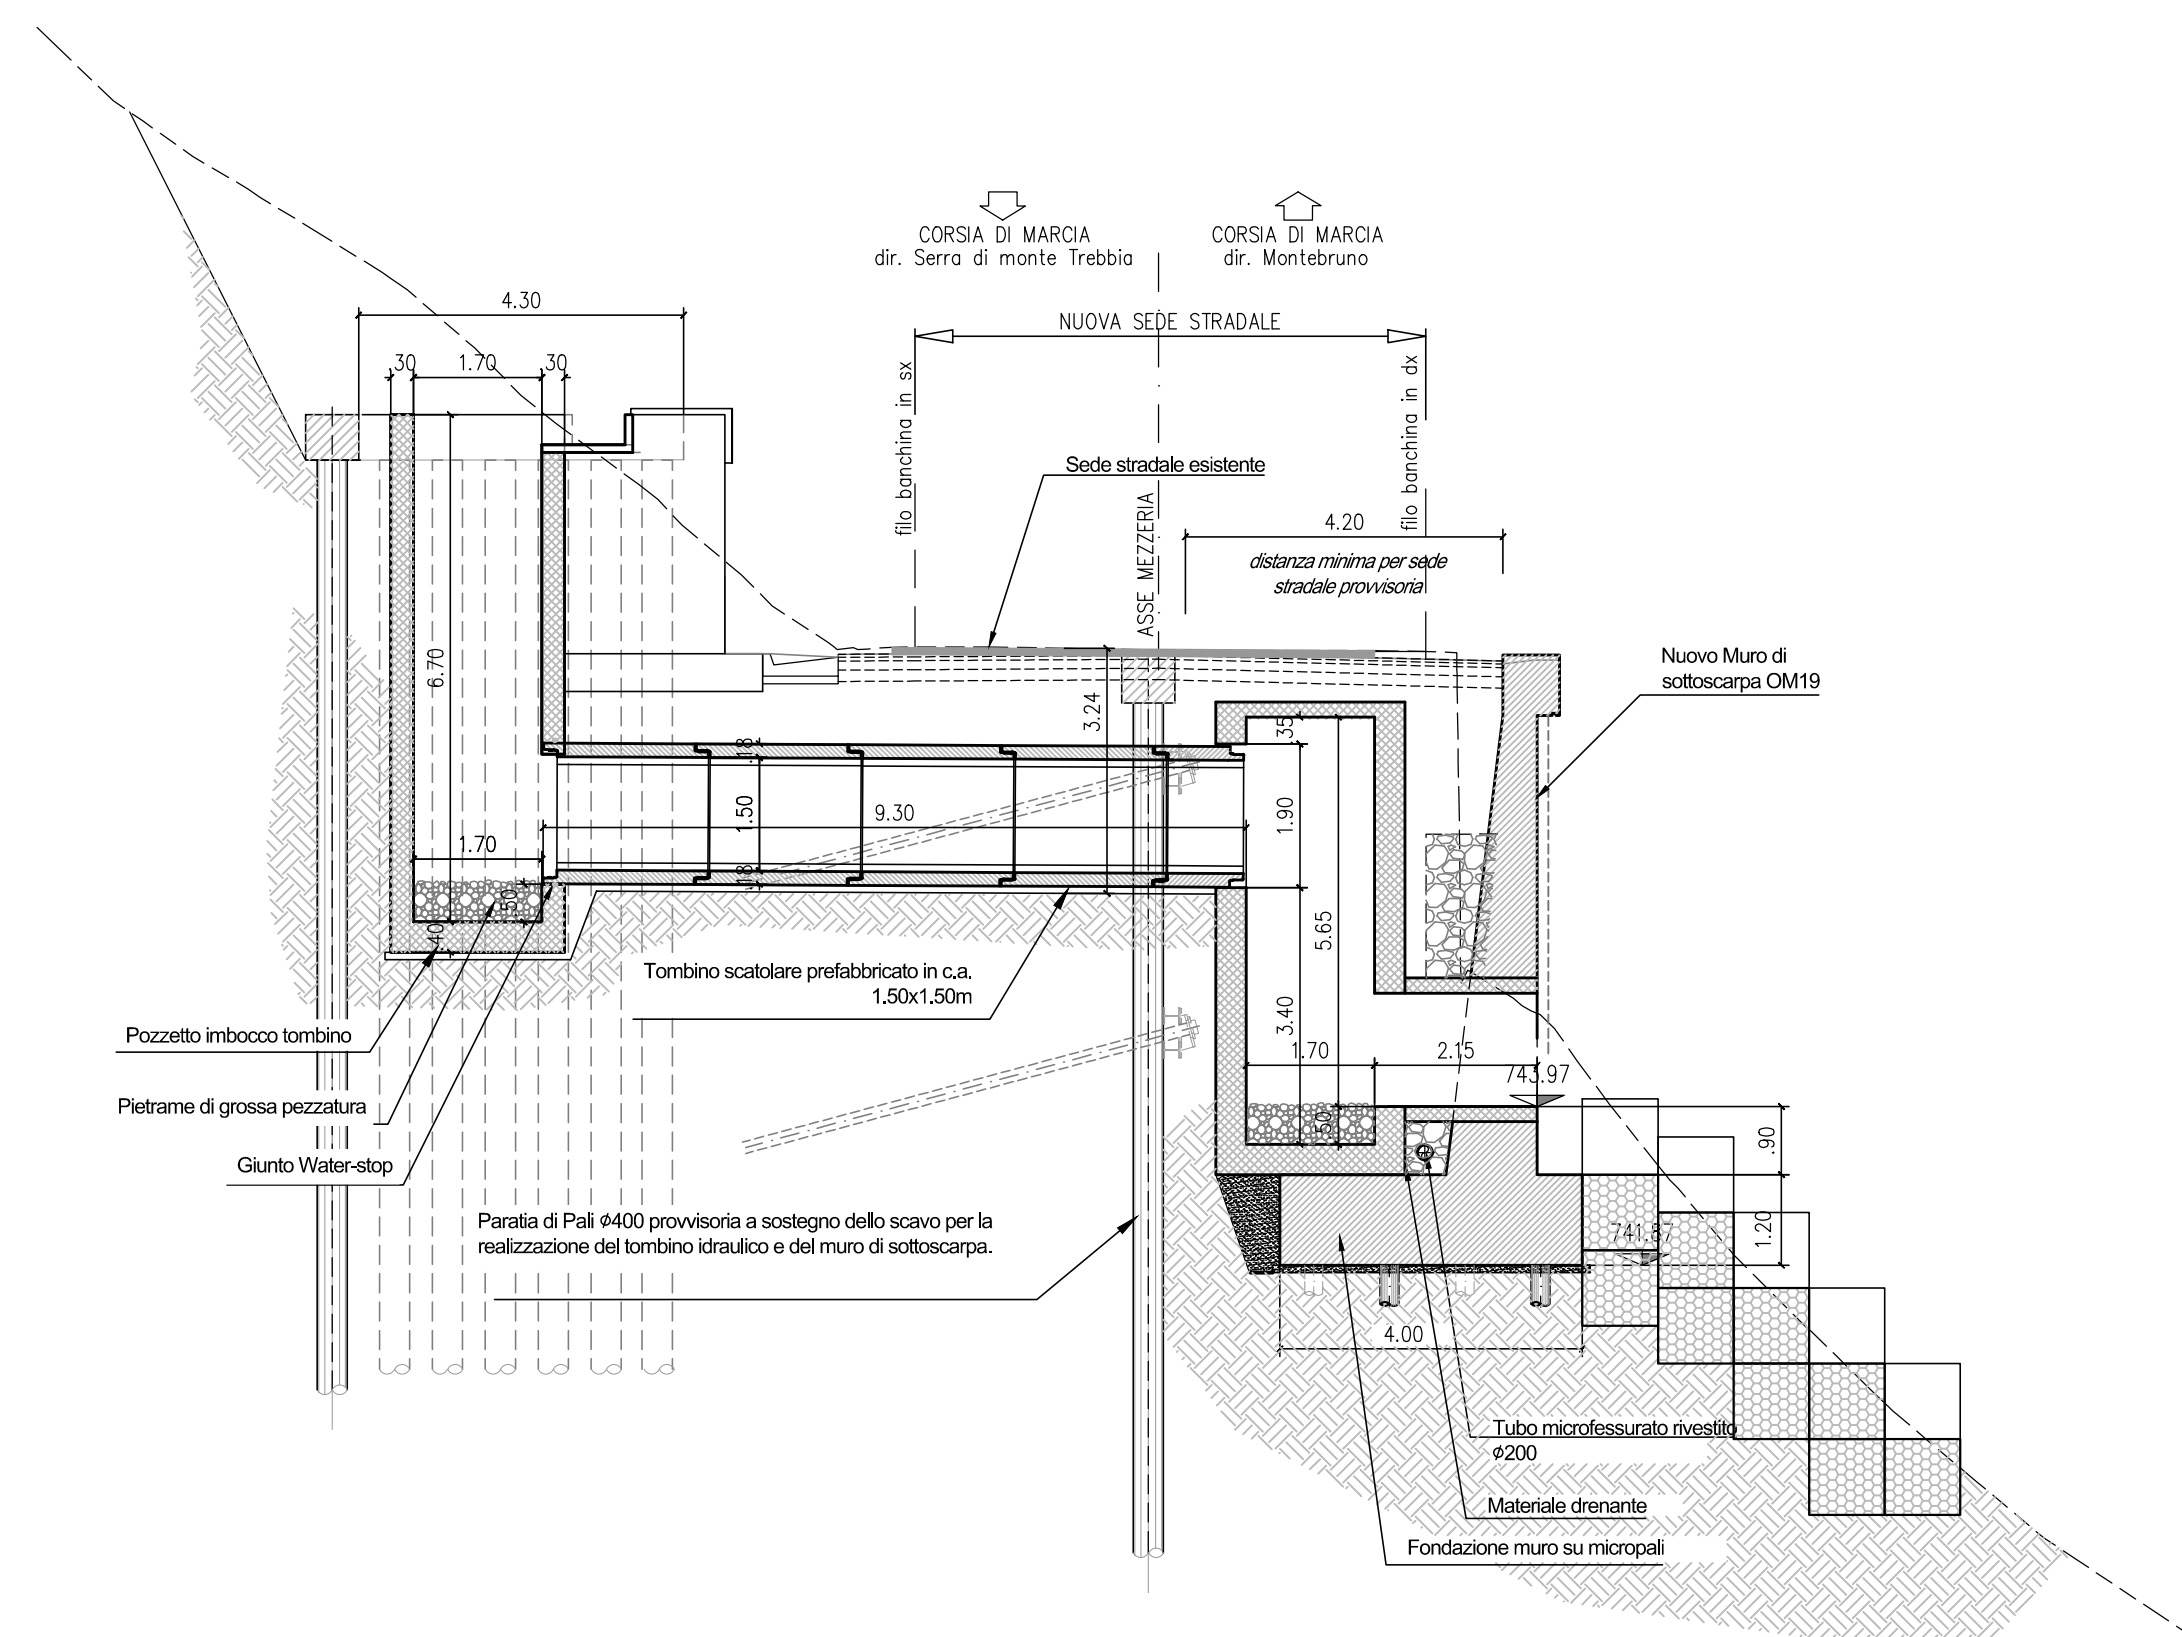 CORSIA DI MARCIA
dir. Serra di monte Trebbia
CORSIA DI MARCIA
dir. Montebruno
4.30
NUOVA SEDE STRADALE
.30
1.70
.30
filo banchina in sx
filo banchina in dx
Sede stradale esistente
ASSE MEZZERIA
4.20
distanza minima per sede
stradale provvisoria
6.70
3.24
Nuovo Muro di
sottoscarpa OM19
.18
.35
1.50
9.30
1.90
1.70
.18
.50
.40
5.65
Tombino scatolare prefabbricato in c.a.
1.50x1.50m
3.40
Pozzetto imbocco tombino
1.70
2.15
743.97
Pietrame di grossa pezzatura
.50
.90
Giunto Water-stop
Paratia di Pali ϕ400 provvisoria a sostegno dello scavo per la
realizzazione del tombino idraulico e del muro di sottoscarpa.
741.87
1.20
4.00
Tubo microfessurato rivestito
ϕ200
Materiale drenante
Fondazione muro su micropali